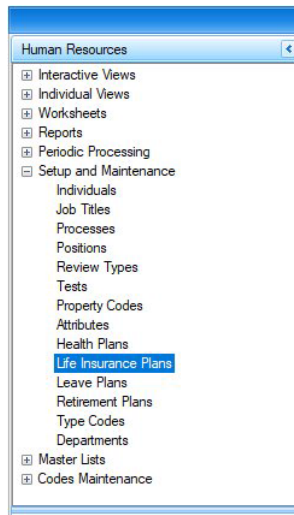 Human Resources
Interactive Views
Individual Views
Worksheets
Reports
Periodic Processing
Setup and Maintenance
Individuals
Job Titles
Processes
Positions
Review Types
Tests
Property Codes
Attributes
Health Plans
Life Insurance Plans
Leave Plans
Retirement Plans
Type Codes
Departments
Master Lists
Codes Maintenance